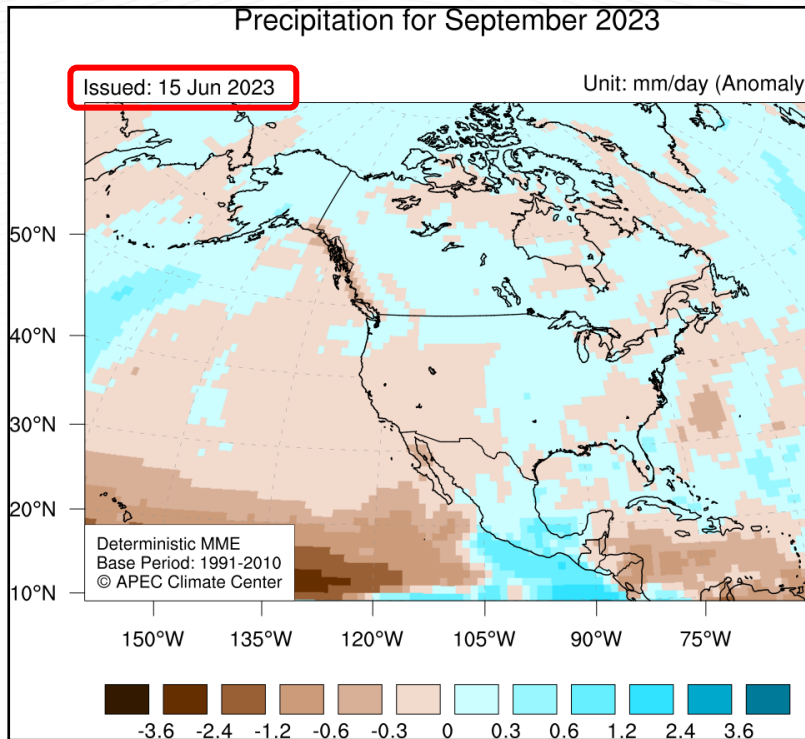 Precipitation for September 2023
Issued: 15 Jun 2023
Unit: mm/day (Anomaly
50°N
40°N
30°N
20°N
10°N
Deterministic MME
Base Period: 1991-2010
© APEC Climate Center
150°W 135°W 120°W 105°W 90°W 75°W
-3.6 -2.4 -1.2 -0.6 -0.3 0 0.3 0.6 1.2 2.4 3.6